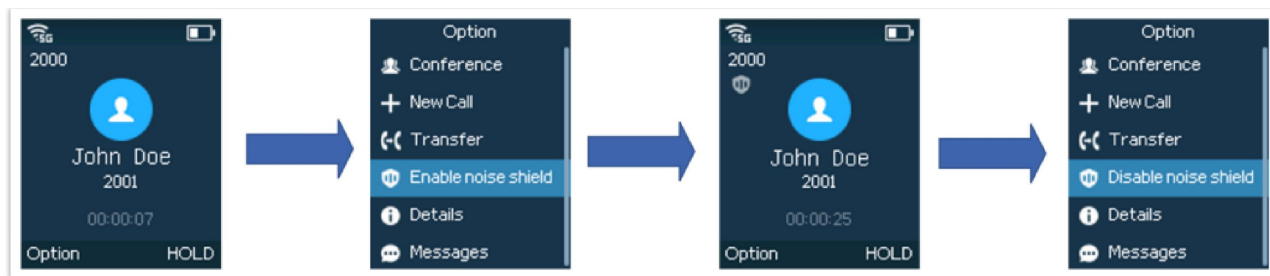 5G
2000
John Doe
2001
00:00:07
Option HOLD
Option
Conference
New Call
Transfer
Enable noise shield
Details
Messages
5G
2000
John Doe
2001
00:00:25
Option HOLD
Option
Conference
New Call
Transfer
Disable noise shield
Details
Messages